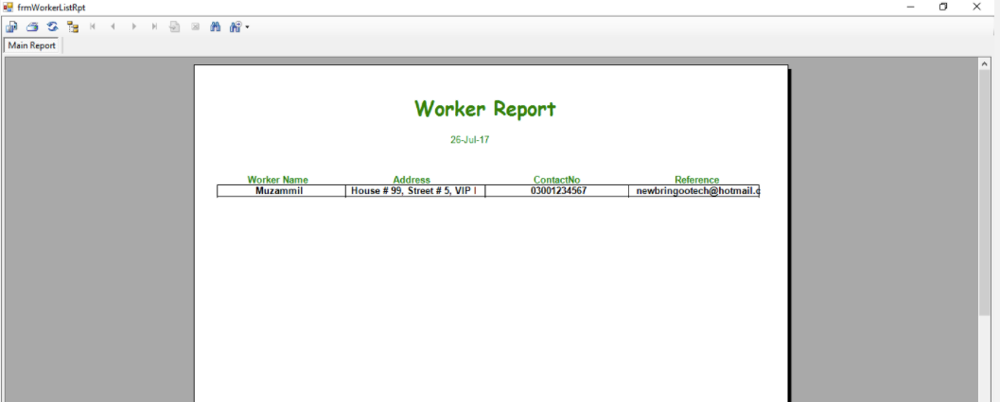 frmWorkerListRpt
Main Report
Worker Report
26-Jul-17
Worker Name Address ContactNo Reference
Muzammil House # 99, Street # 5, VIP 03001234567 newbringootech@hotmail.c